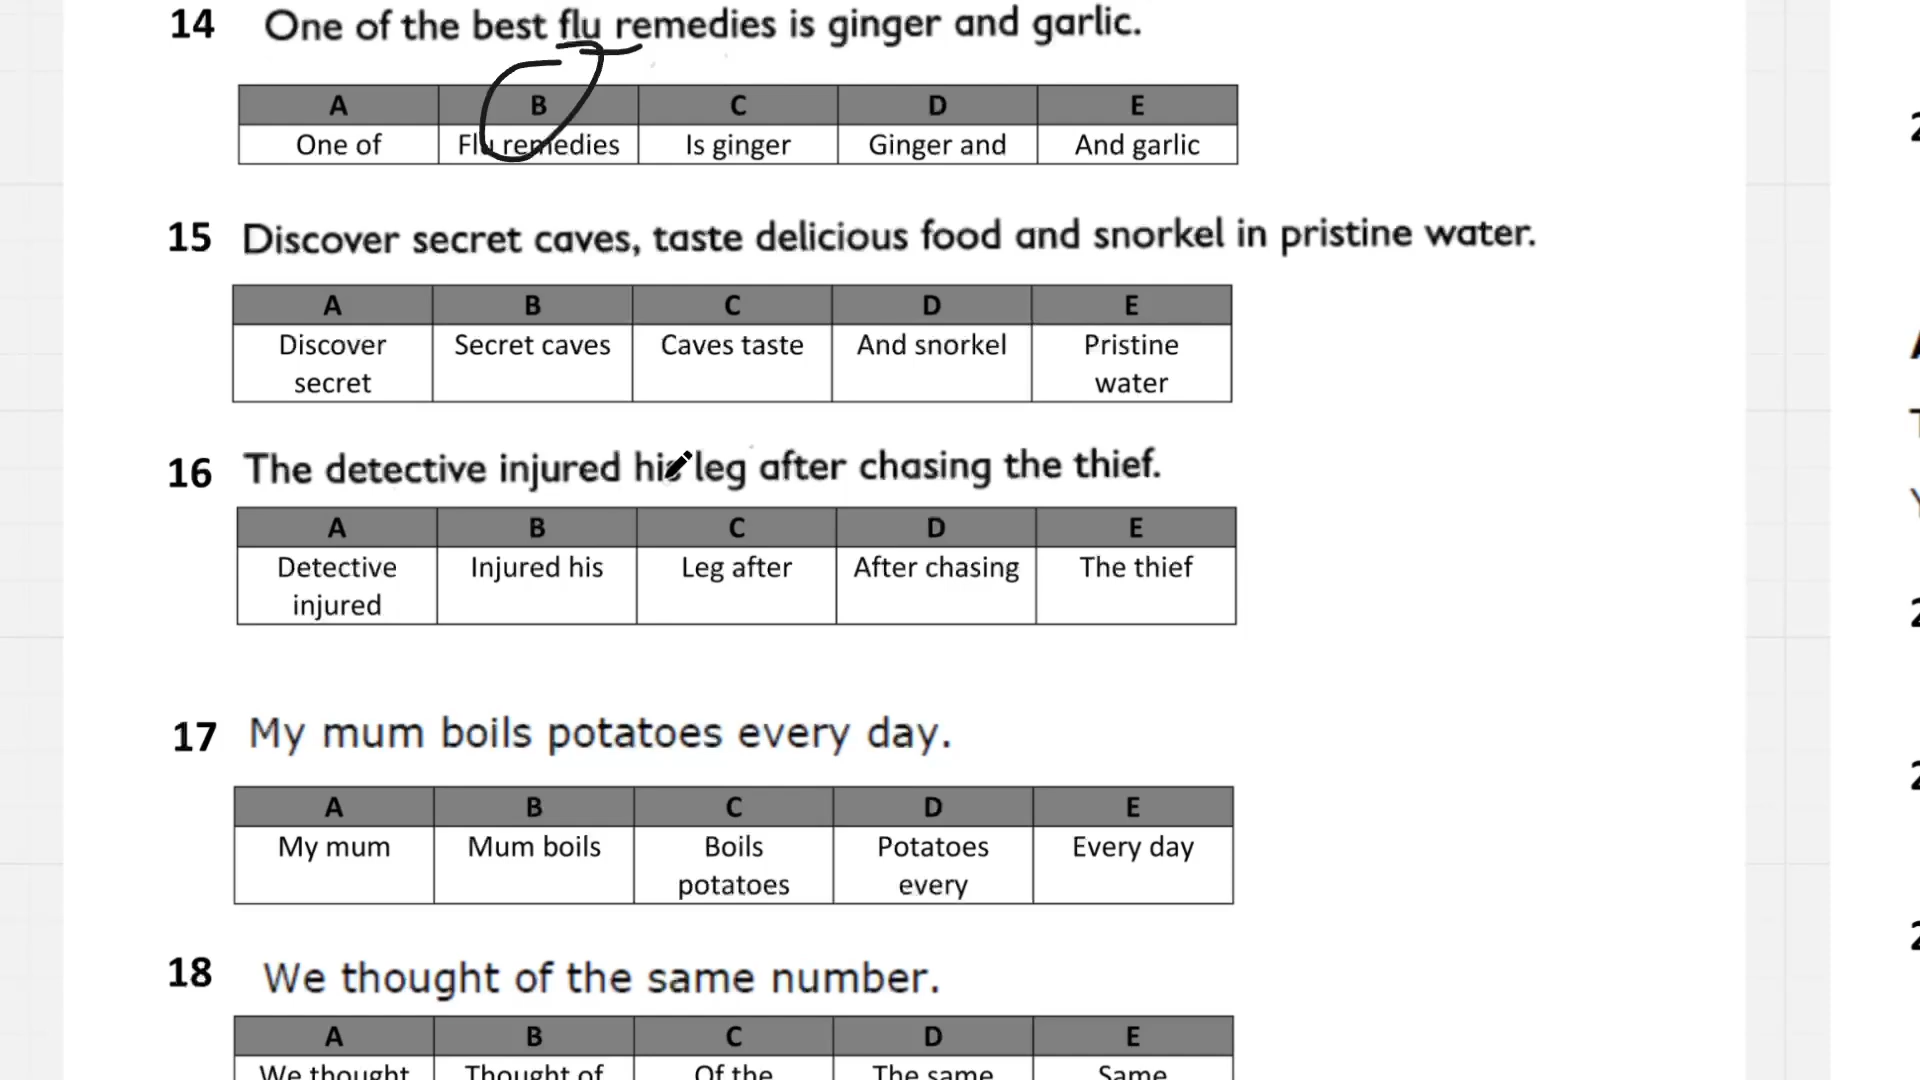 14 One of the best flu remedies is ginger and garlic.
A B C D E
One of Flu remedies Is ginger Ginger and And garlic
15 Discover secret caves, taste delicious food and snorkel in pristine water.
A B C D E
Discover secret Secret caves Caves taste And snorkel Pristine water
16 The detective injured his leg after chasing the thief.
A B C D E
Detective injured Injured his Leg after After chasing The thief
17 My mum boils potatoes every day.
A B C D E
My mum Mum boils Boils potatoes Potatoes every Every day
18 We thought of the same number.
A B C D E
We thought Thought of Of the The same Same